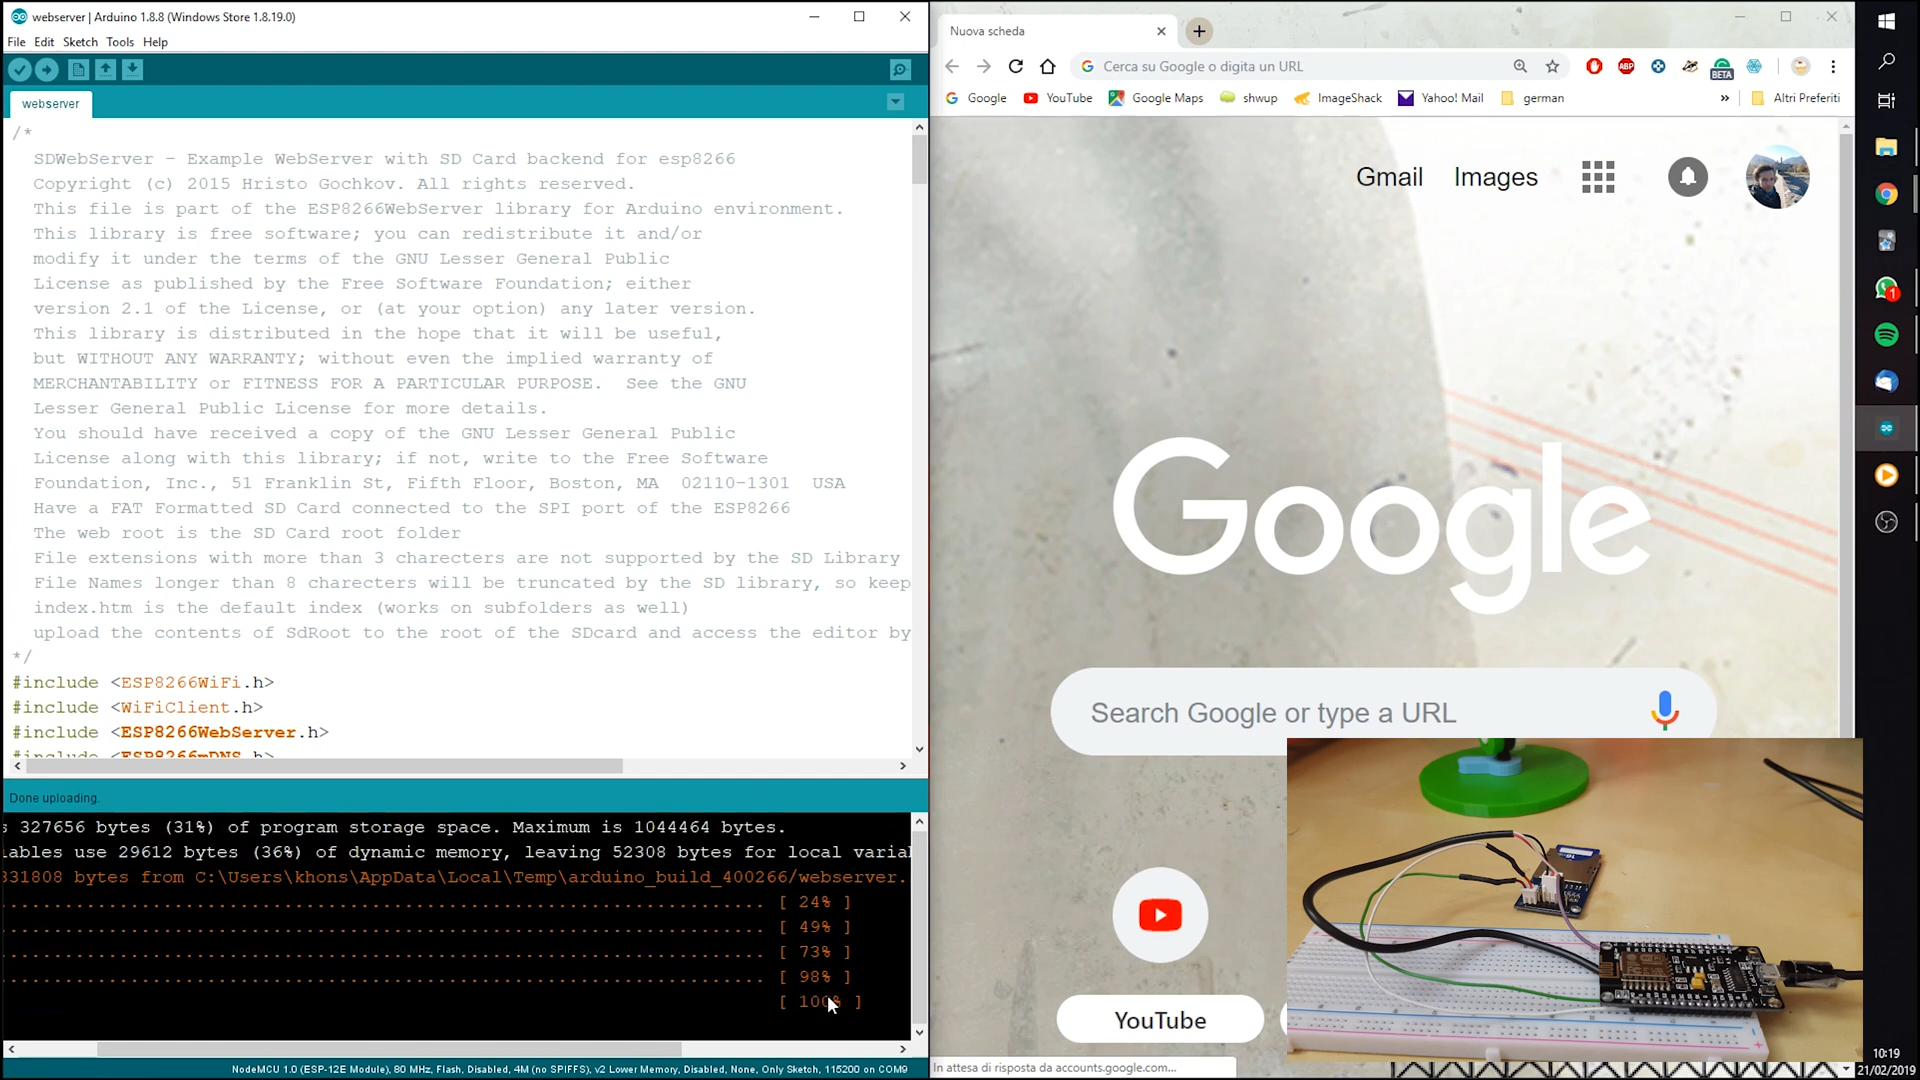 webserver | Arduino 1.8.8 (Windows Store 1.8.19.0)
File Edit Sketch Tools Help
webserver
/*
SDWebServer - Example WebServer with SD Card backend for esp8266
Copyright (c) 2015 Hristo Gochkov. All rights reserved.
This file is part of the ESP8266WebServer library for Arduino environment.
This library is free software; you can redistribute it and/or
modify it under the terms of the GNU Lesser General Public
License as published by the Free Software Foundation; either
version 2.1 of the License, or (at your option) any later version.
This library is distributed in the hope that it will be useful,
but WITHOUT ANY WARRANTY; without even the implied warranty of
MERCHANTABILITY or FITNESS FOR A PARTICULAR PURPOSE.  See the GNU
Lesser General Public License for more details.
You should have received a copy of the GNU Lesser General Public
License along with this library; if not, write to the Free Software
Foundation, Inc., 51 Franklin St, Fifth Floor, Boston, MA  02110-1301  USA
Have a FAT Formatted SD Card connected to the SPI port of the ESP8266
The web root is the SD Card root folder
File extensions with more than 3 charecters are not supported by the SD Library
File Names longer than 8 charecters will be truncated by the SD library, so keep
index.htm is the default index (works on subfolders as well)
upload the contents of SdRoot to the root of the SDcard and access the editor by
*/
#include <ESP8266WiFi.h>
#include <WiFiClient.h>
#include <ESP8266WebServer.h>
#include <ESP8266mDNS.h>
Done uploading.
s 327656 bytes (31%) of program storage space. Maximum is 1044464 bytes.
iables use 29612 bytes (36%) of dynamic memory, leaving 52308 bytes for local varial
331808 bytes from C:\Users\khons\AppData\Local\Temp\arduino_build_400266/webserver.
................................................................ [ 24% ]
................................................................ [ 49% ]
................................................................ [ 73% ]
................................................................ [ 98% ]
[ 100% ]
NodeMCU 1.0 (ESP-12E Module), 80 MHz, Flash, Disabled, 4M (no SPIFFS), v2 Lower Memory, Disabled, None, Only Sketch, 115200 on COM9
Nuova scheda
Cerca su Google o digita un URL
ABP
BETA
Google YouTube Google Maps shwup ImageShack Yahoo! Mail german » Altri Preferiti
Gmail Images
Google
Search Google or type a URL
YouTube
In attesa di risposta da accounts.google.com...
1
10:19
21/02/2019